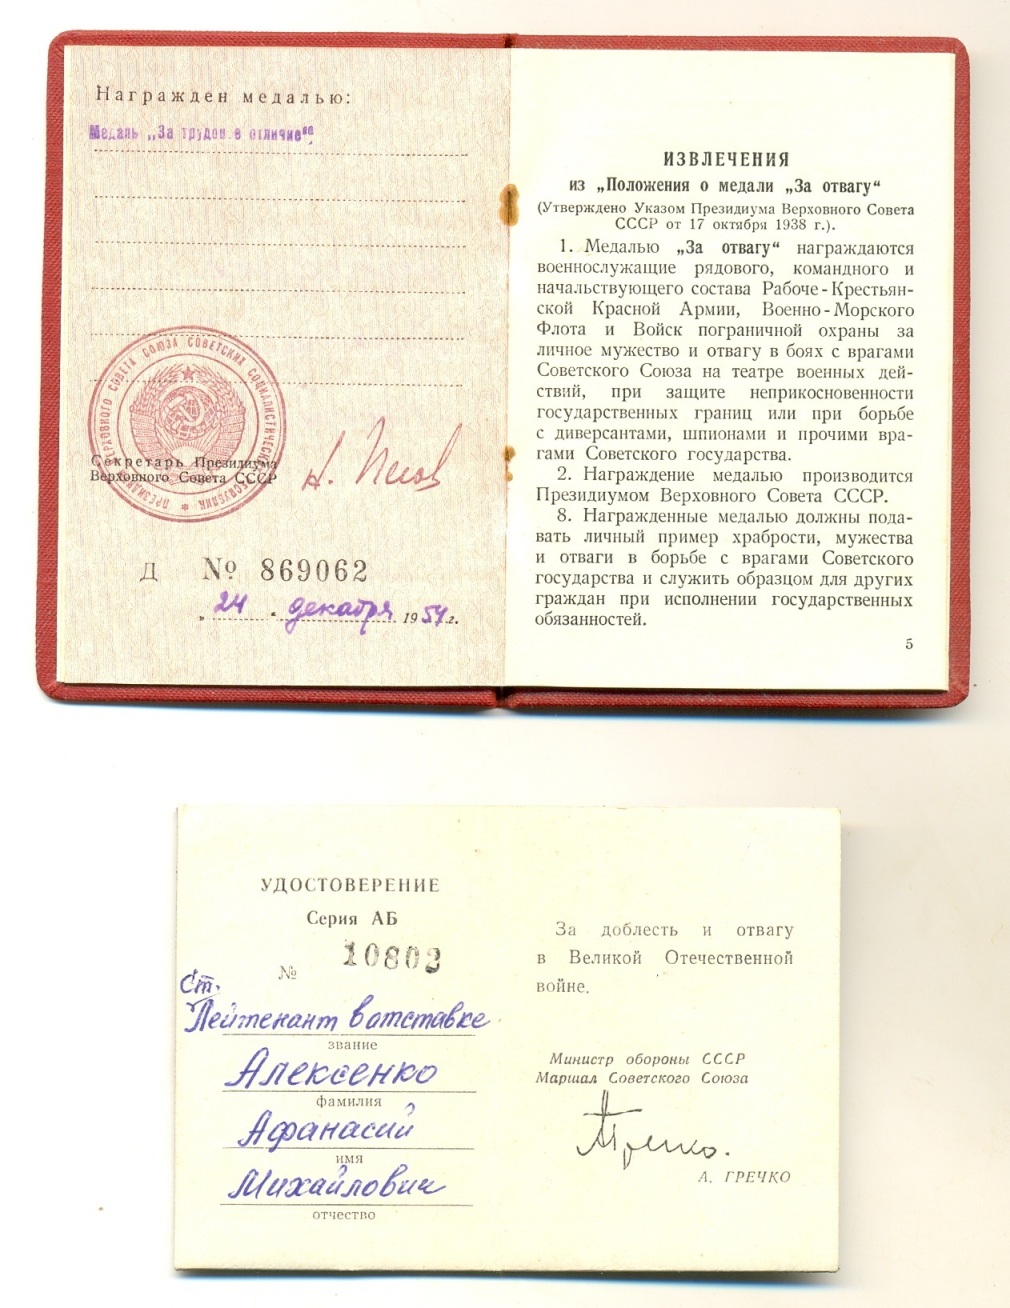 Награжден медалью:
Медаль „За трудов е отличие"
Секретарь Президиума
Верховного Совета СССР
Д № 869062
„ 24 " декабря 1954 г.
ИЗВЛЕЧЕНИЯ
из „Положения о медали „За отвагу"
(Утверждено Указом Президиума Верховного Совета
СССР от 17 октября 1938 г.).
1. Медалью „За отвагу" награждаются
военнослужащие рядового, командного и
начальствующего состава Рабоче-Крестьян-
ской Красной Армии, Военно-Морского
Флота и Войск пограничной охраны за
личное мужество и отвагу в боях с врагами
Советского Союза на театре военных дей-
ствий, при защите неприкосновенности
государственных границ или при борьбе
с диверсантами, шпионами и прочими вра-
гами Советского государства.
2. Награждение медалью производится
Президиумом Верховного Совета СССР.
8. Награжденные медалью должны пода-
вать личный пример храбрости, мужества
и отваги в борьбе с врагами Советского
государства и служить образцом для других
граждан при исполнении государственных
обязанностей.
5
УДОСТОВЕРЕНИЕ
Серия АБ
№ 10802
Ст.
Лейтенант в отставке
звание
Алексенко
фамилия
Афанасий
имя
Михайлович
отчество
За доблесть и отвагу
в Великой Отечественной
войне.
Министр обороны СССР
Маршал Советского Союза
АГречко.
А. ГРЕЧКО